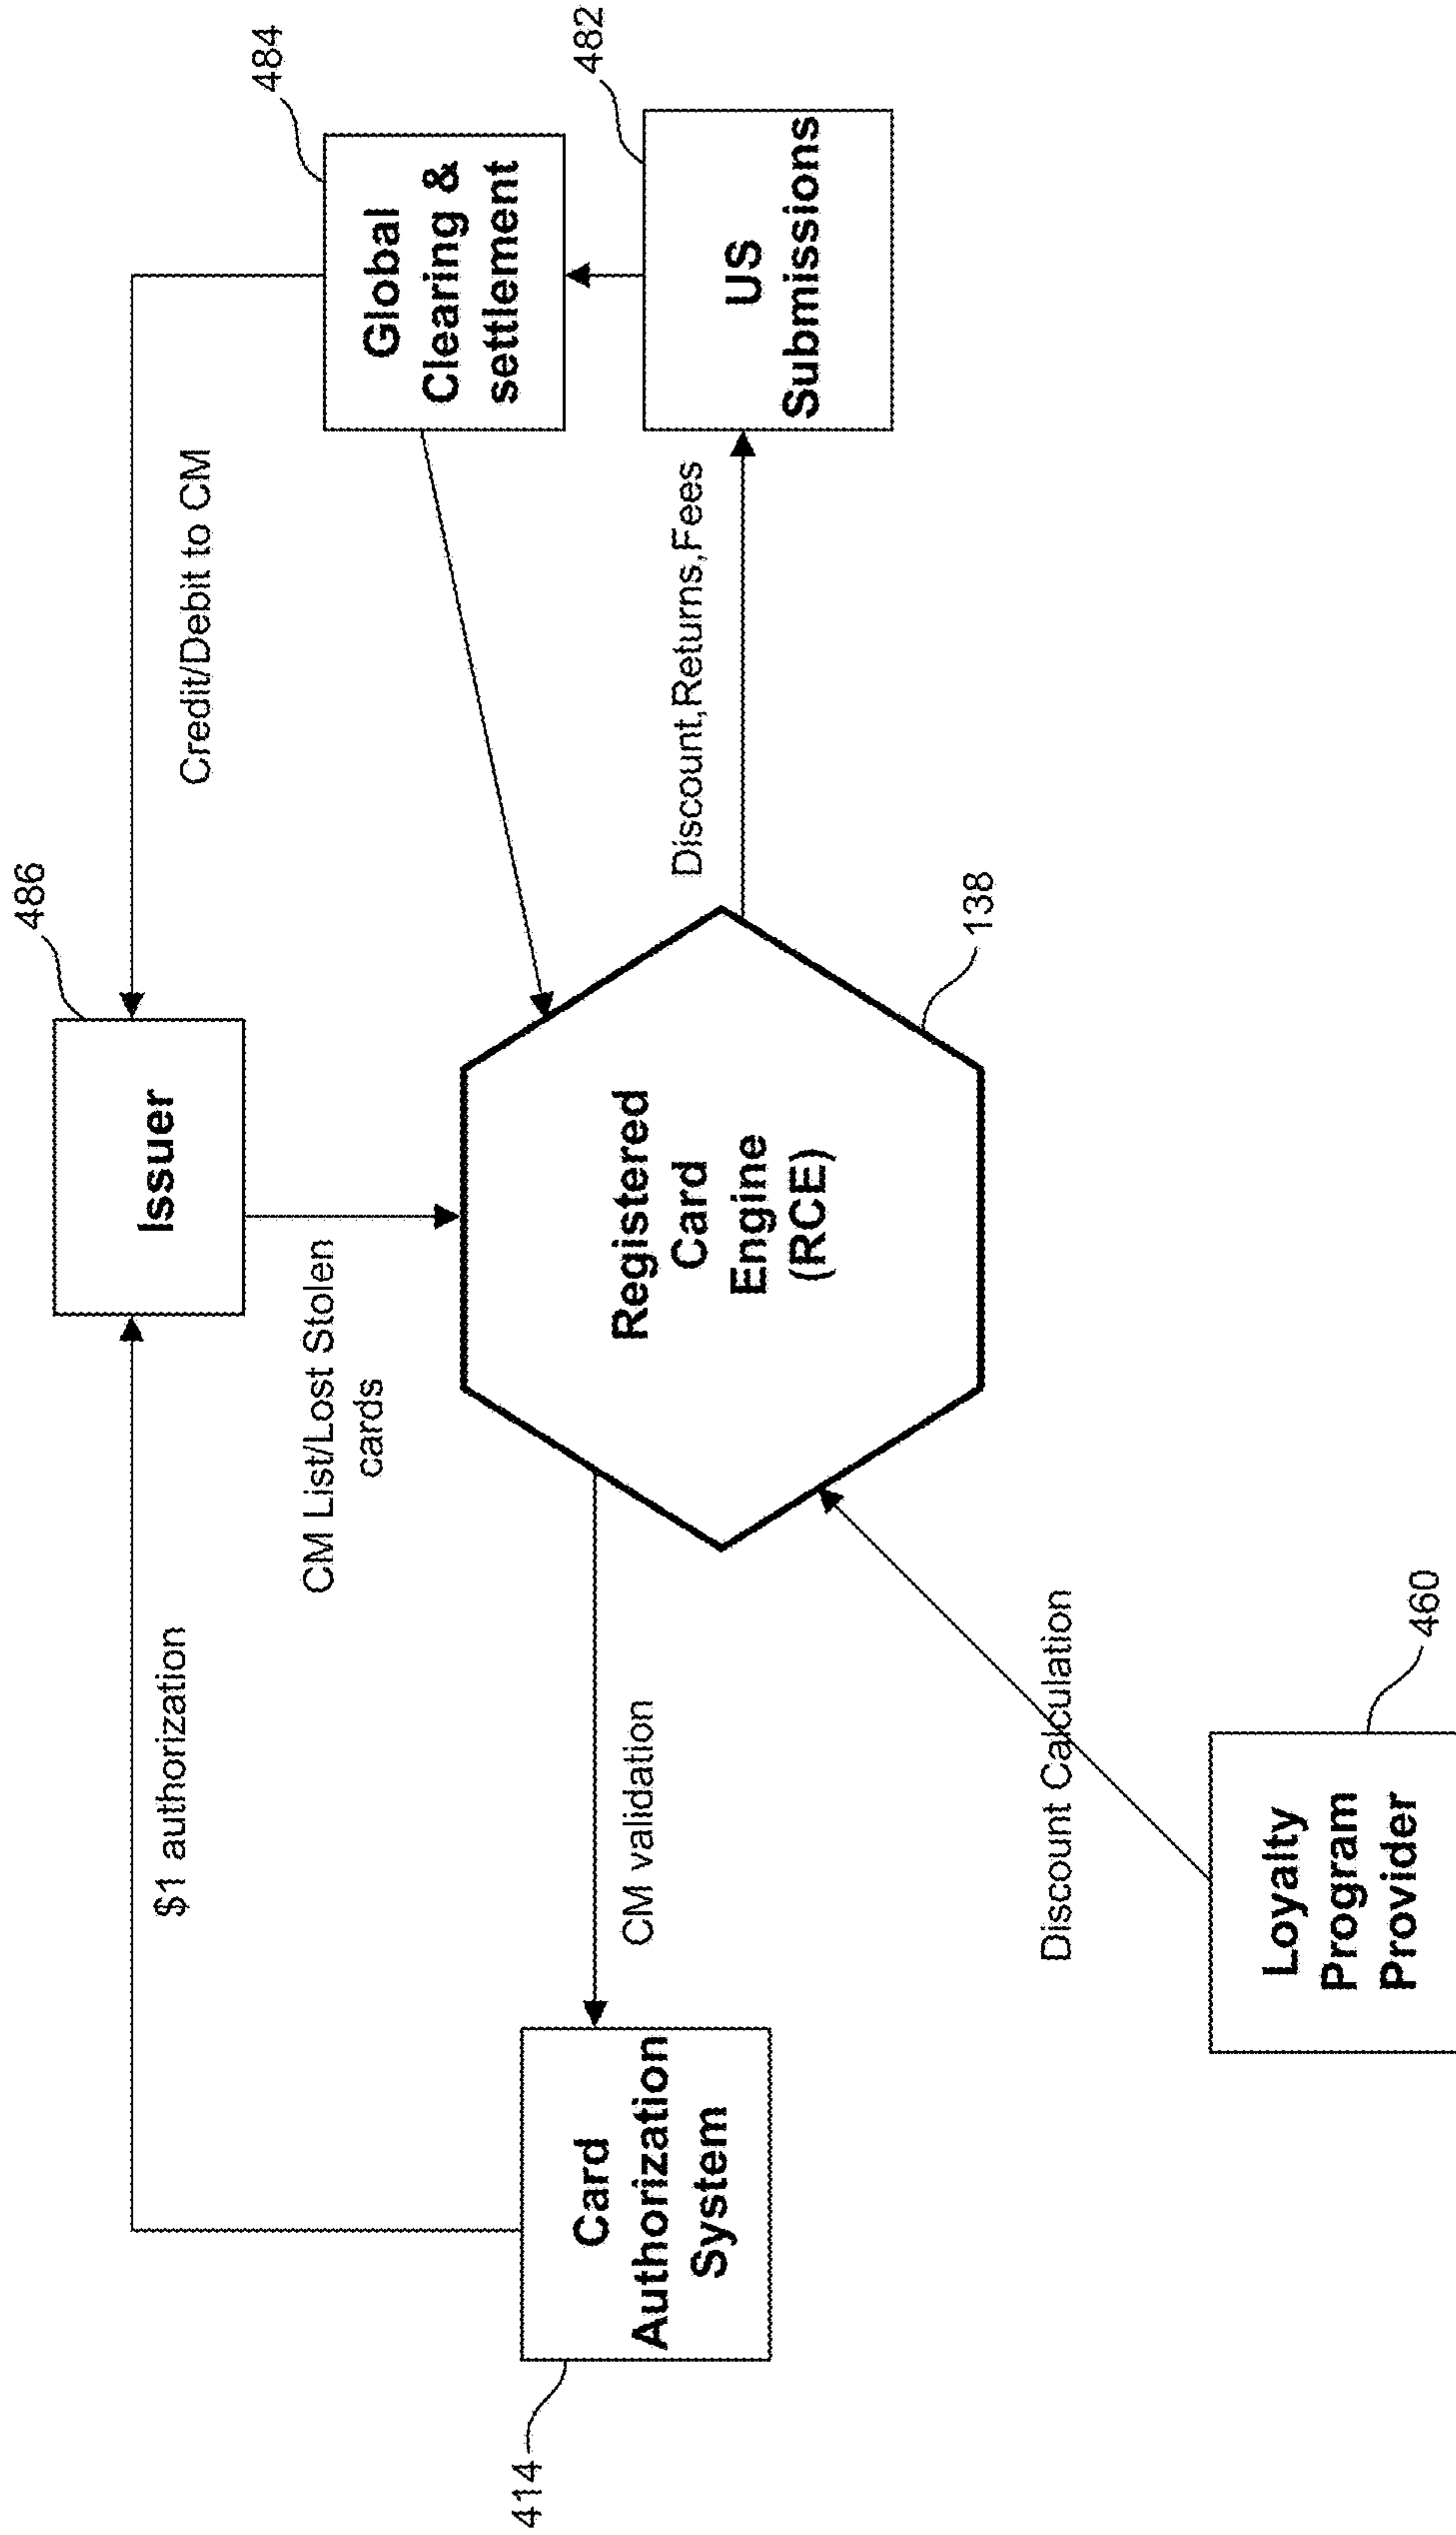 486
Issuer
$1 authorization
Credit/Debit to CM
CM List/Lost Stolen
cards
484
Global
Clearing &
settlement
414
Card
Authorization
System
CM validation
Registered
Card
Engine
(RCE)
138
Discount,Returns,Fees
482
US
Submissions
Discount Calculation
Loyalty
Program
Provider
460